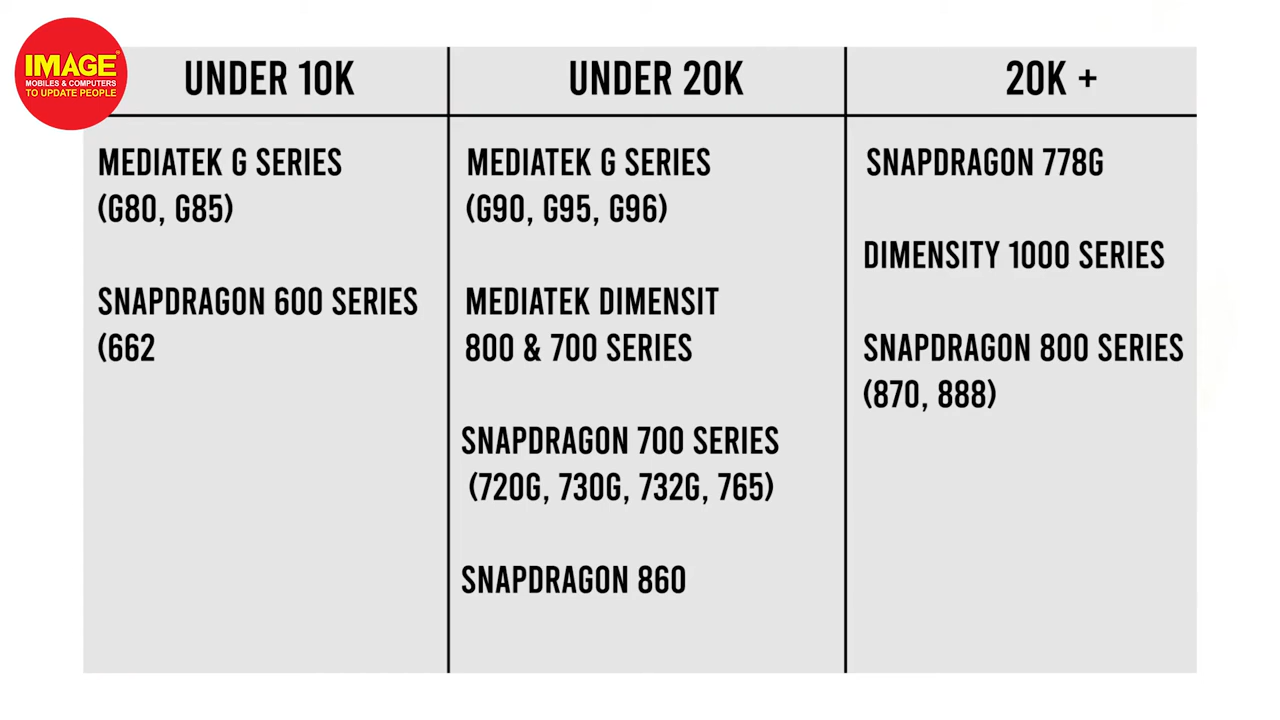 IMAGE
MOBILES & COMPUTERS
TO UPDATE PEOPLE
UNDER 10K
MEDIATEK G SERIES
(G80, G85)
SNAPDRAGON 600 SERIES
(662
UNDER 20K
MEDIATEK G SERIES
(G90, G95, G96)
MEDIATEK DIMENSIT
800 & 700 SERIES
SNAPDRAGON 700 SERIES
(720G, 730G, 732G, 765)
SNAPDRAGON 860
20K +
SNAPDRAGON 778G
DIMENSITY 1000 SERIES
SNAPDRAGON 800 SERIES
(870, 888)